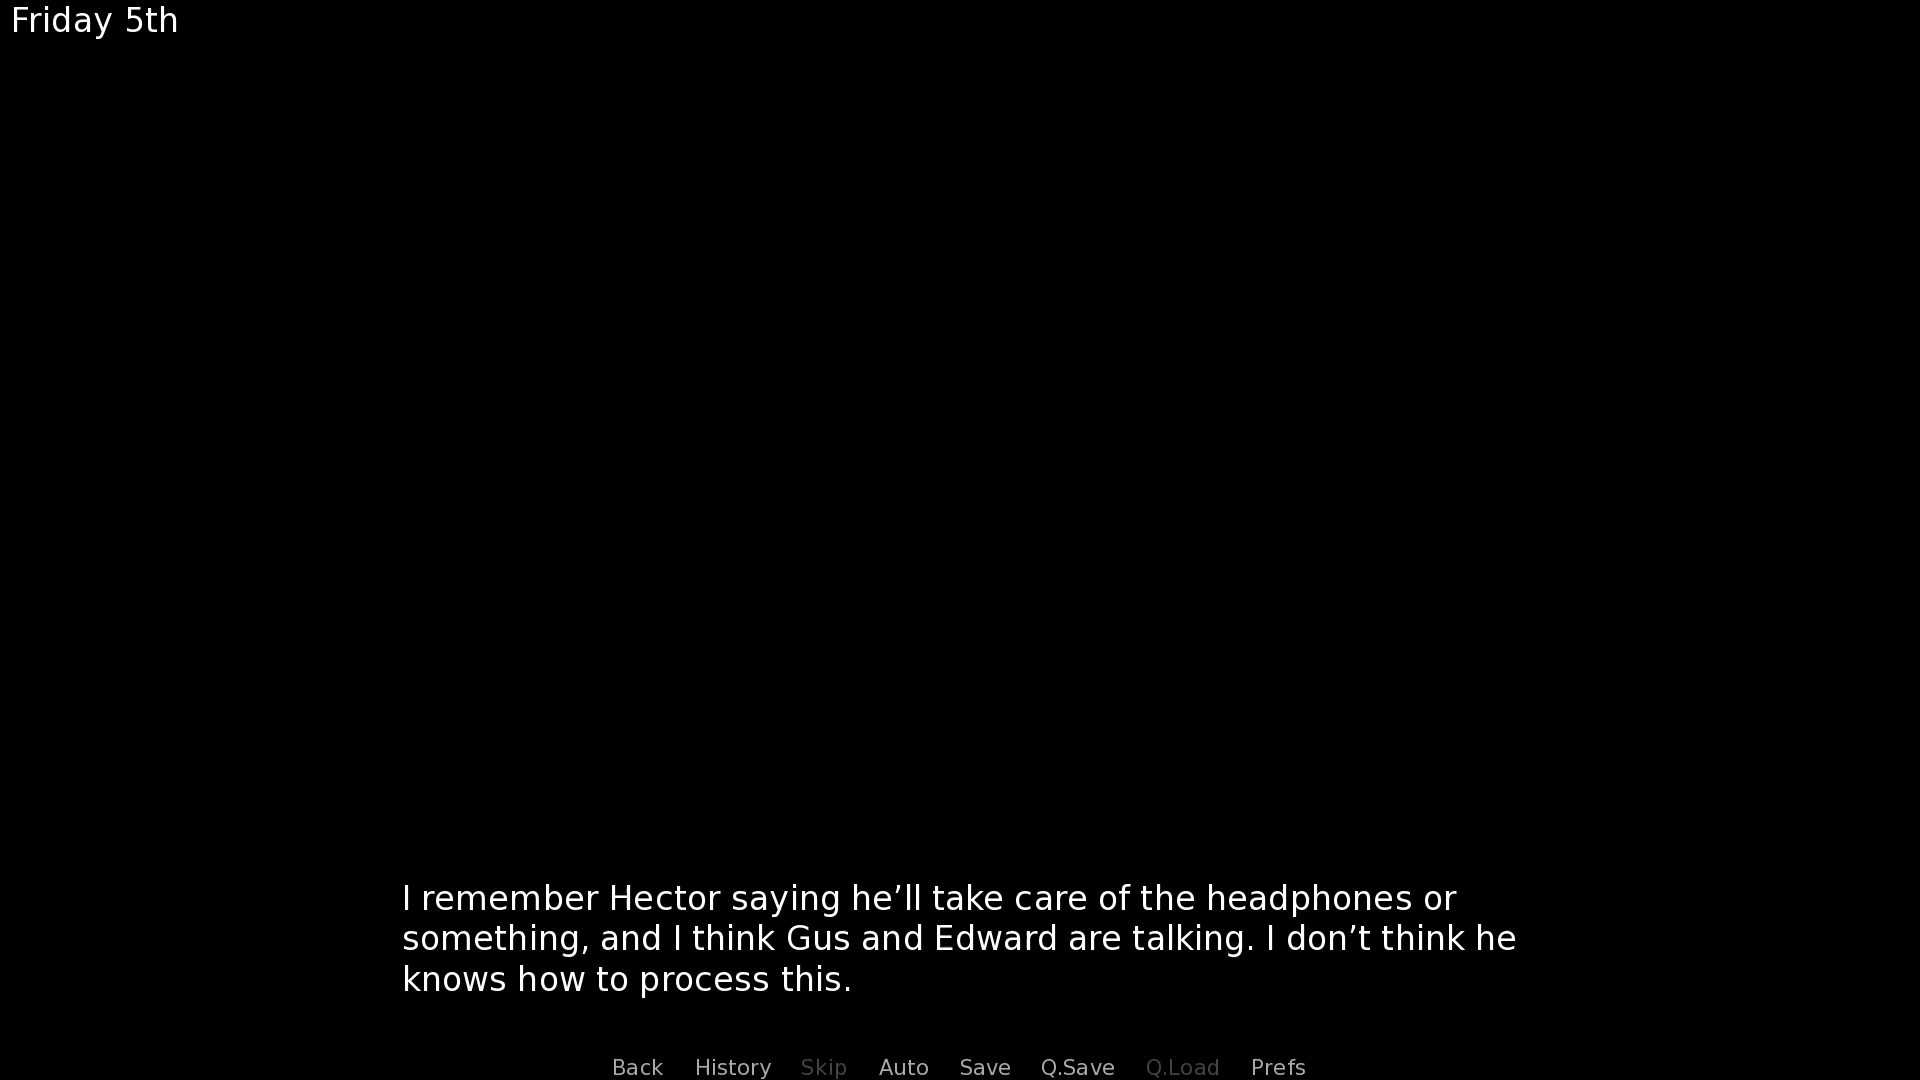 Friday 5th
I remember Hector saying he’ll take care of the headphones or
something, and I think Gus and Edward are talking. I don’t think he
knows how to process this.
Back History Skip Auto Save Q.Save Q.Load Prefs